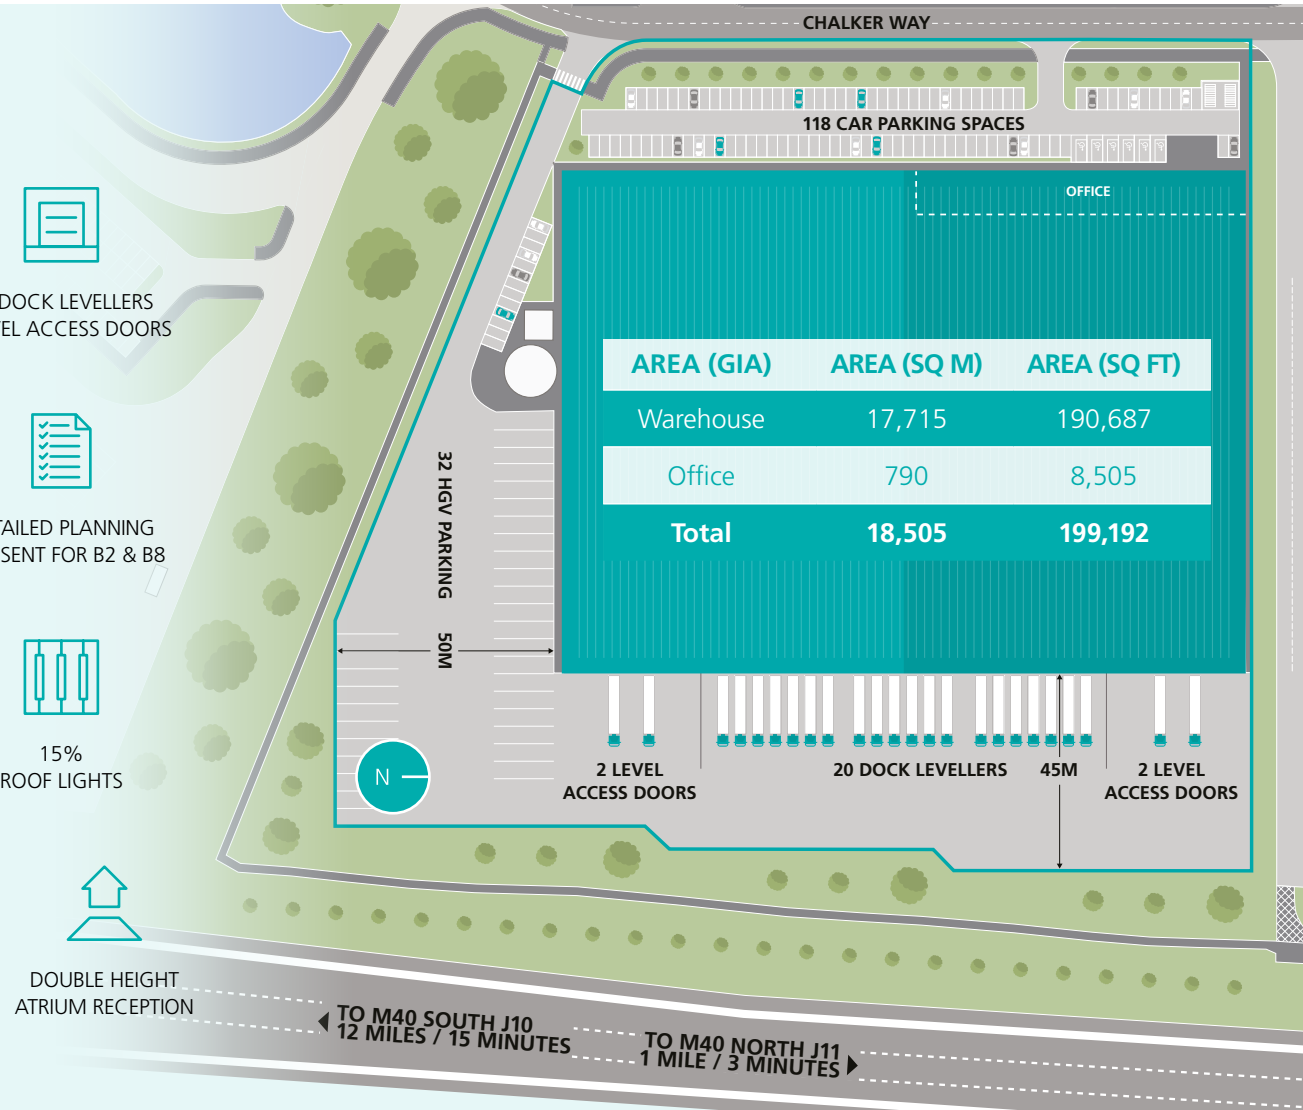 CHALKER WAY
118 CAR PARKING SPACES
OFFICE
DOCK LEVELLERS
ACCESS DOORS
AREA (GIA) AREA (SQ M) AREA (SQ FT)
Warehouse 17,715 190,687
Office 790 8,505
Total 18,505 199,192
32 HGV PARKING
50M
PLANNING
FOR B2 & B8
15%
ROOF LIGHTS
N
2 LEVEL
ACCESS DOORS
20 DOCK LEVELLERS
45M
2 LEVEL
ACCESS DOORS
DOUBLE HEIGHT
ATRIUM RECEPTION
TO M40 SOUTH J10
12 MILES / 15 MINUTES
TO M40 NORTH J11
1 MILE / 3 MINUTES